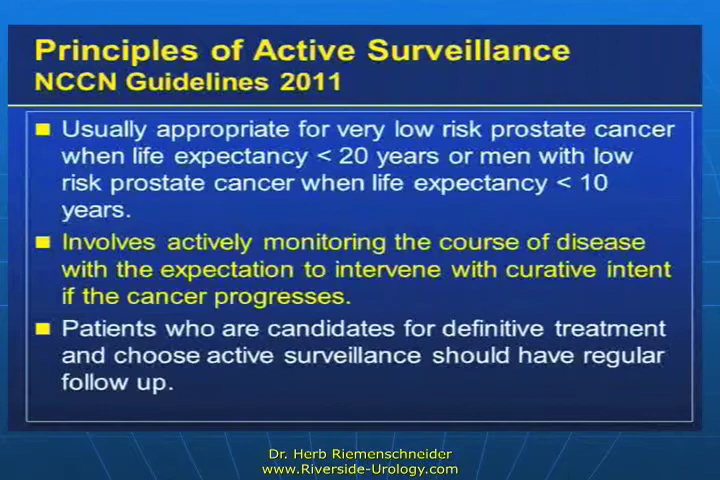 Principles of Active Surveillance
NCCN Guidelines 2011
Usually appropriate for very low risk prostate cancer
when life expectancy < 20 years or men with low
risk prostate cancer when life expectancy < 10
years.
Involves actively monitoring the course of disease
with the expectation to intervene with curative intent
if the cancer progresses.
Patients who are candidates for definitive treatment
and choose active surveillance should have regular
follow up.
Dr. Herb Riemenschneider
www.Riverside-Urology.com